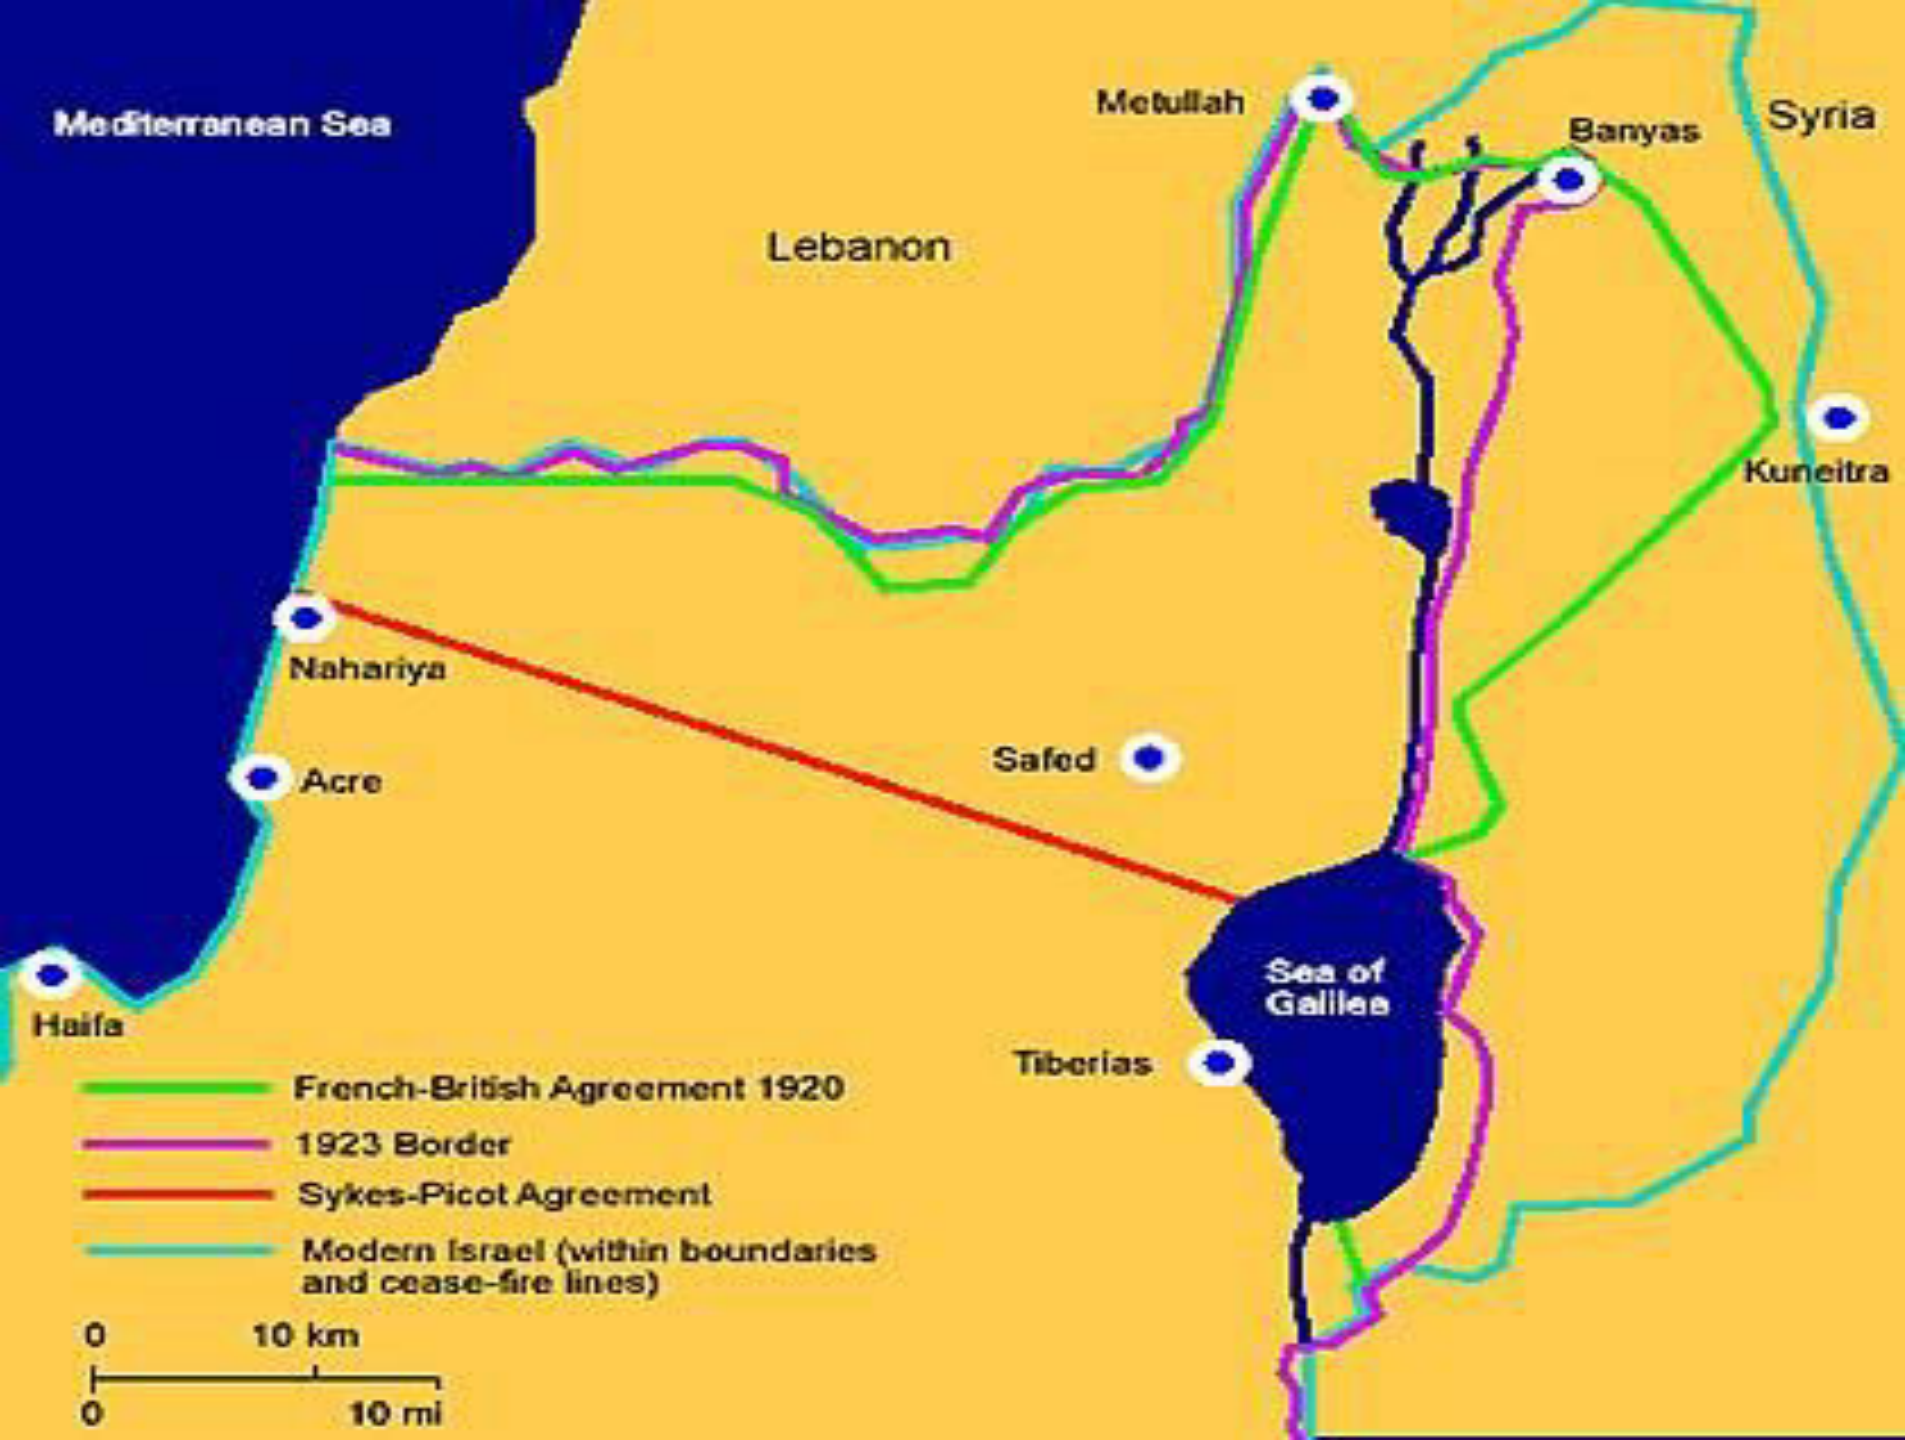 Mediterranean Sea
Metullah
Banyas
Syria
Lebanon
Kuneitra
Nahariya
Safed
Acre
Sea of
Galilee
Haifa
Tiberias
French-British Agreement 1920
1923 Border
Sykes-Picot Agreement
Modern Israel (within boundaries
and cease-fire lines)
0 10 km
0 10 mi